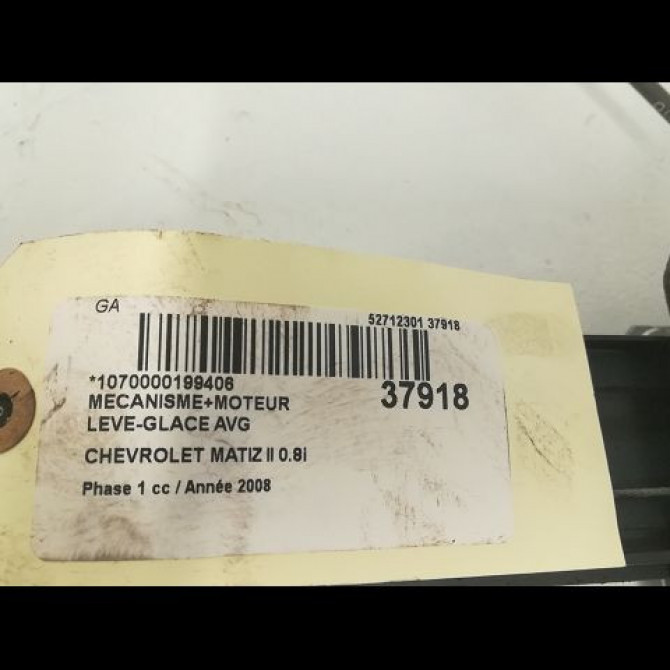 GA
52712301 37918
*1070000199406
37918
MECANISME+MOTEUR
LEVE-GLACE AVG
CHEVROLET MATIZ II 0.8i
Phase 1 cc / Année 2008